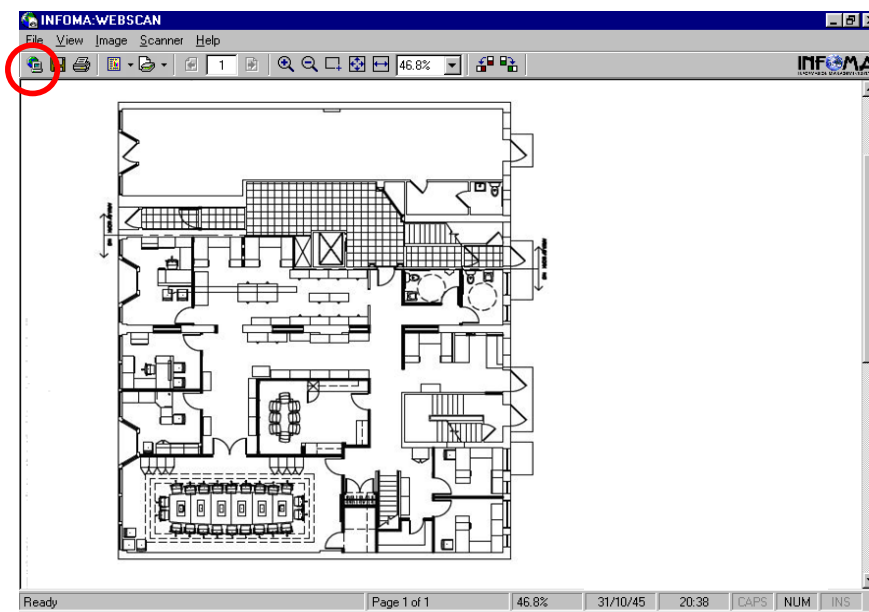 INFOMA:WEBSCAN
File View Image Scanner Help
1 46.8% INFOMA
Ready Page 1 of 1 46.8% 31/10/45 20:38 CAPS NUM INS